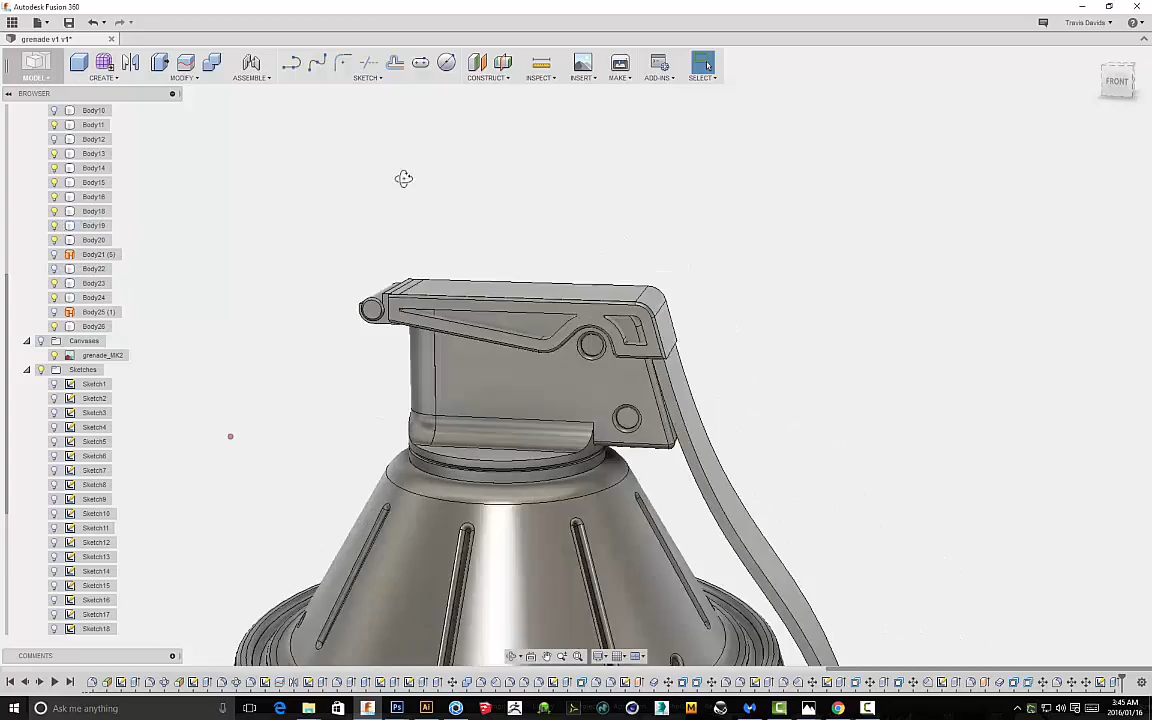 Autodesk Fusion 360
Travis Davids
grenade v1 v1*
MODEL
CREATE
MODIFY
ASSEMBLE
SKETCH
CONSTRUCT
INSPECT
INSERT
MAKE
ADD-INS
SELECT
FRONT
BROWSER
Body10
Body11
Body12
Body13
Body14
Body15
Body16
Body18
Body19
Body20
Body21 (5)
Body22
Body23
Body24
Body25 (1)
Body26
Canvases
grenade_MK2
Sketches
Sketch1
Sketch2
Sketch3
Sketch4
Sketch5
Sketch6
Sketch7
Sketch8
Sketch9
Sketch10
Sketch11
Sketch12
Sketch13
Sketch14
Sketch15
Sketch16
Sketch17
Sketch18
COMMENTS
Ask me anything
3:45 AM
2016/01/16